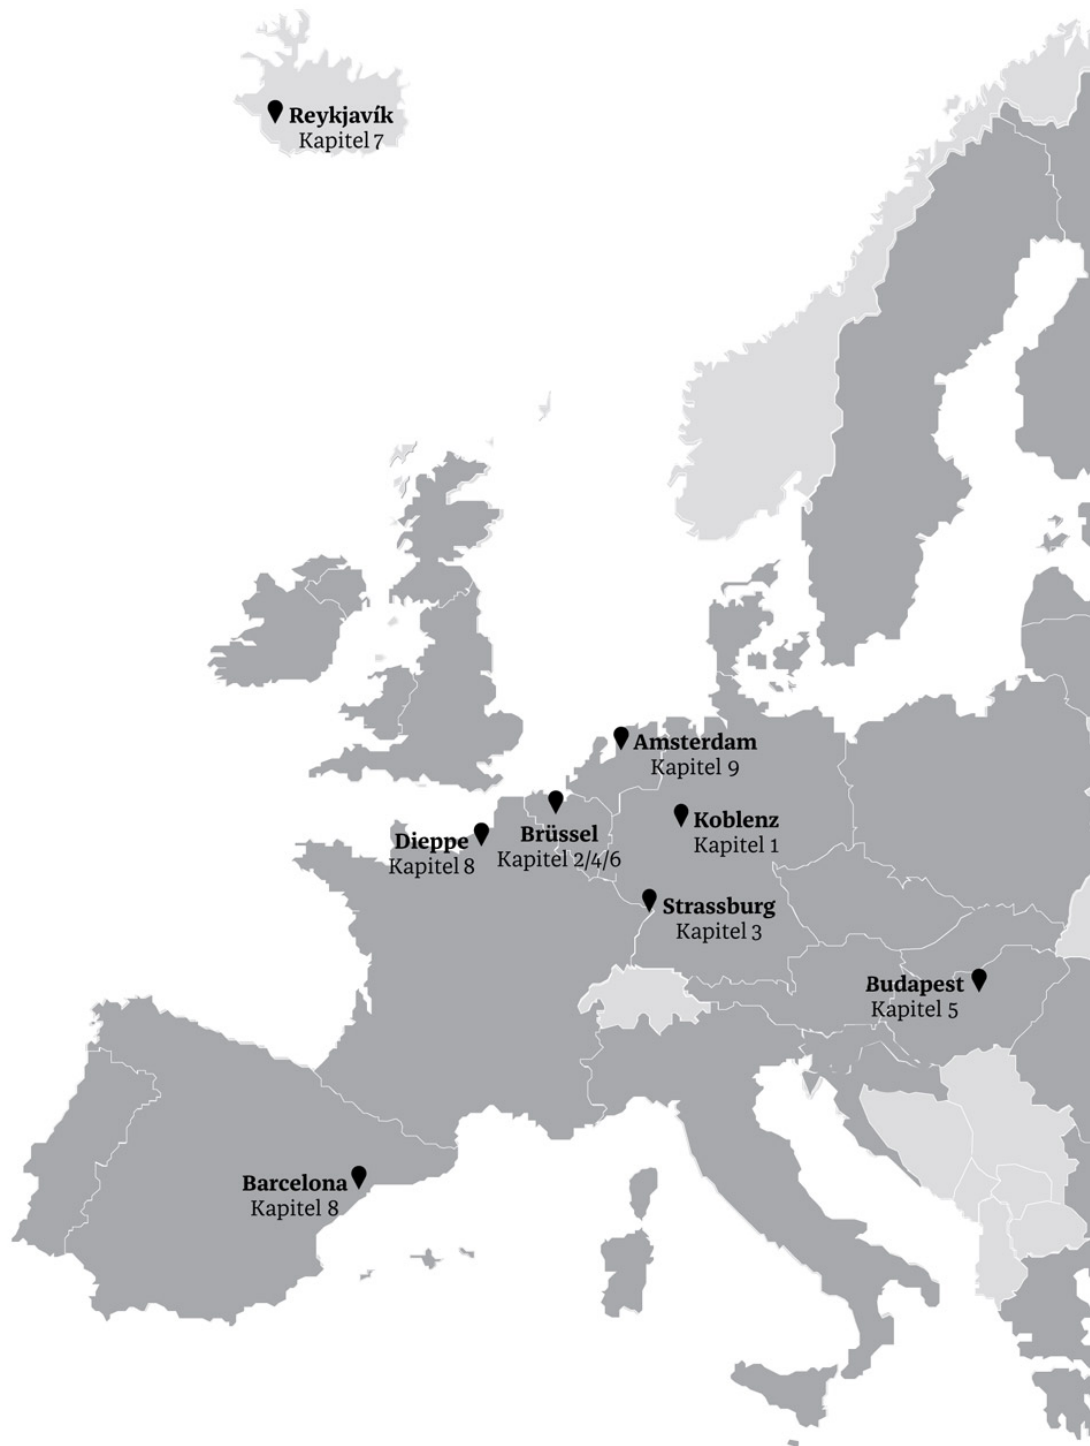 Reykjavík
Kapitel 7
Amsterdam
Kapitel 9
Koblenz
Kapitel 1
Brüssel
Kapitel 2/4/6
Dieppe
Kapitel 8
Strassburg
Kapitel 3
Budapest
Kapitel 5
Barcelona
Kapitel 8